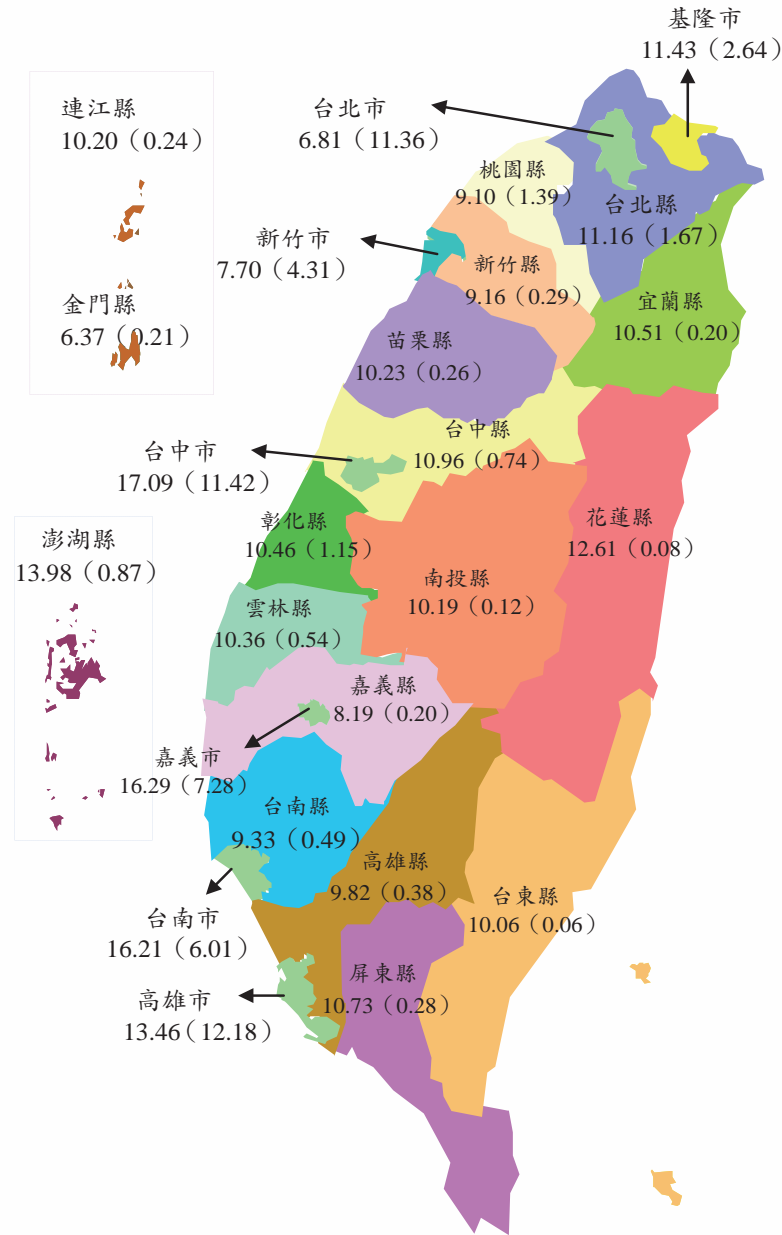 基隆市
11.43（2.64）
連江縣
10.20（0.24）
台北市
6.81（11.36）
桃園縣
9.10（1.39）
台北縣
11.16（1.67）
新竹市
7.70（4.31）
新竹縣
9.16（0.29）
金門縣
6.37（0.21）
宜蘭縣
10.51（0.20）
苗栗縣
10.23（0.26）
台中縣
10.96（0.74）
台中市
17.09（11.42）
彰化縣
10.46（1.15）
花蓮縣
12.61（0.08）
澎湖縣
13.98（0.87）
南投縣
10.19（0.12）
雲林縣
10.36（0.54）
嘉義縣
8.19（0.20）
嘉義市
16.29（7.28）
台南縣
9.33（0.49）
高雄縣
9.82（0.38）
台東縣
10.06（0.06）
台南市
16.21（6.01）
屏東縣
10.73（0.28）
高雄市
13.46（12.18）